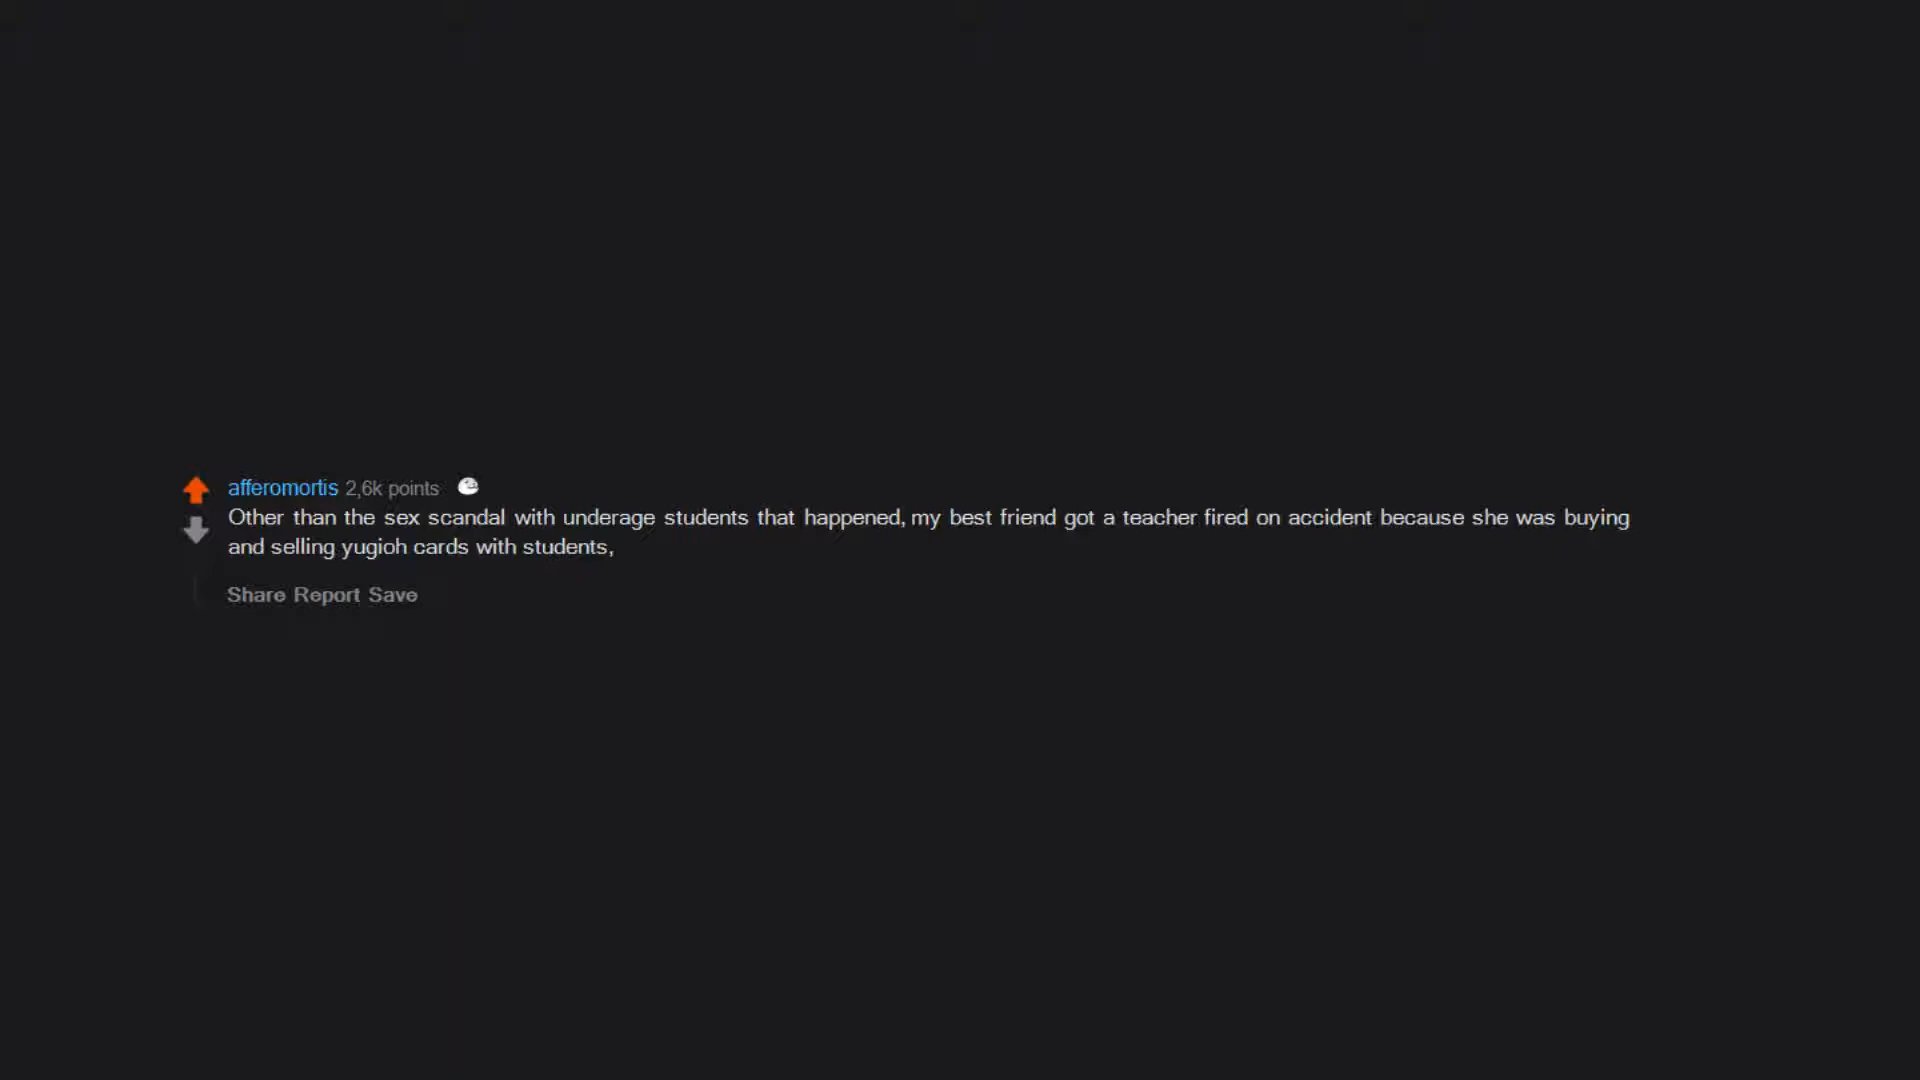 afferomortis 2,6k points
Other than the sex scandal with underage students that happened, my best friend got a teacher fired on accident because she was buying
and selling yugioh cards with students,
Share Report Save